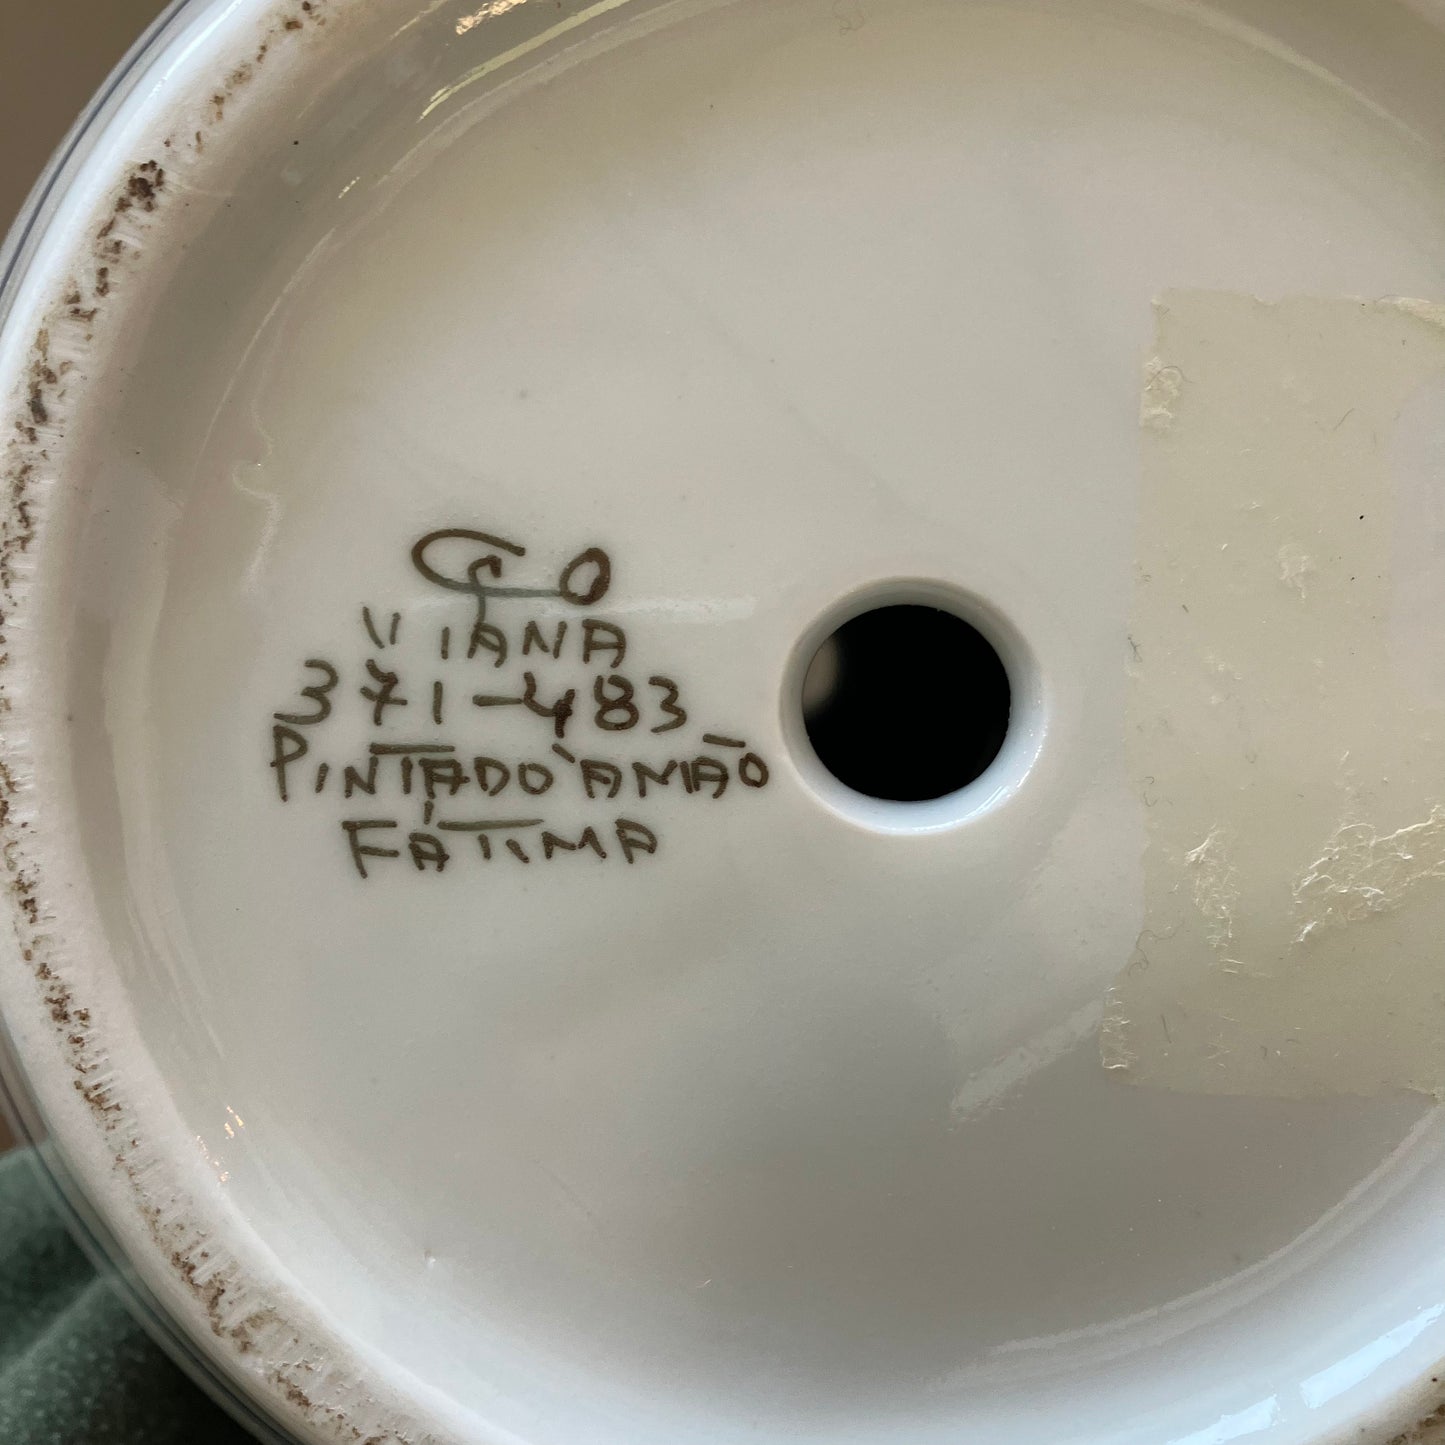 VIANA
371-483
PINTADO À MÃO
FÁTIMA